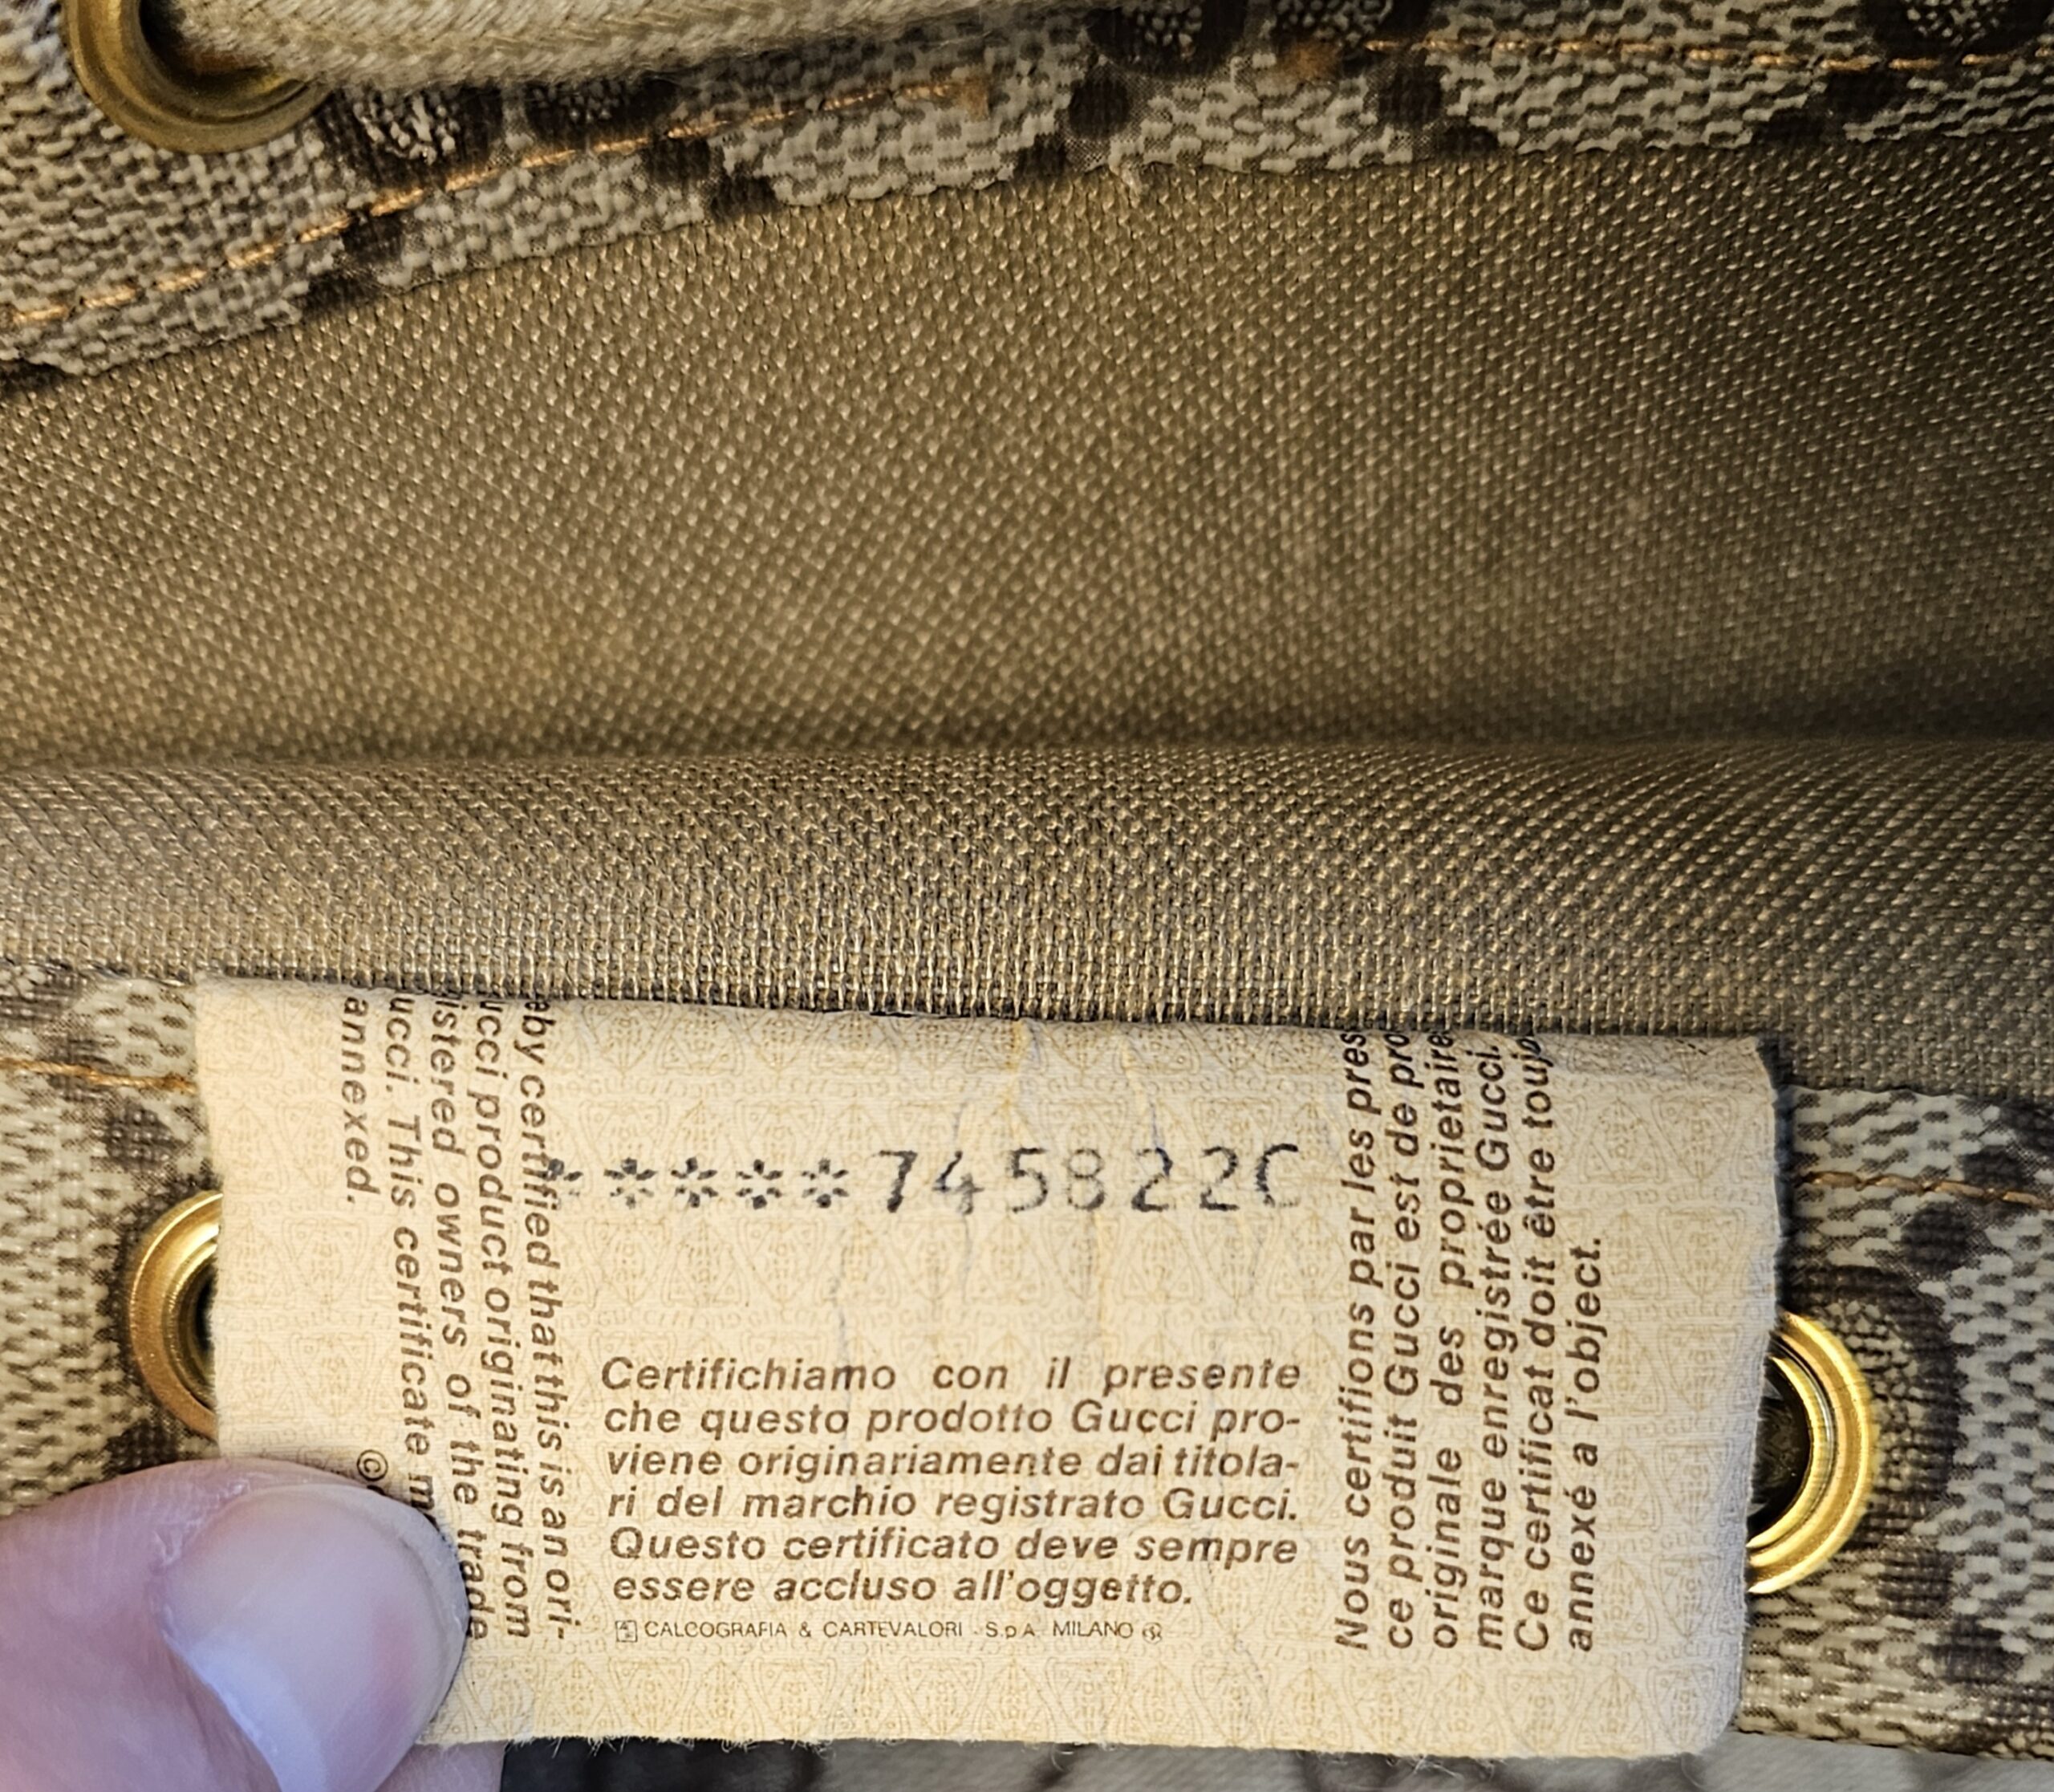 *****745822C
Certifichiamo con il presente
che questo prodotto Gucci pro-
viene originariamente dai titola-
ri del marchio registrato Gucci.
Questo certificato deve sempre
essere accluso all'oggetto.
CALCOGRAFIA & CARTEVALORI - S.p.A. MILANO
eby certified that this is an ori-
ucci product originating from
istered owners of the trade
ucci. This certificate
annexed.
©
Nous certifions par les pres
ce produit Gucci est de pro
originale des proprietaire
marque enregistrée Gucci.
Ce certificat doit être toujo
annexé a l'object.